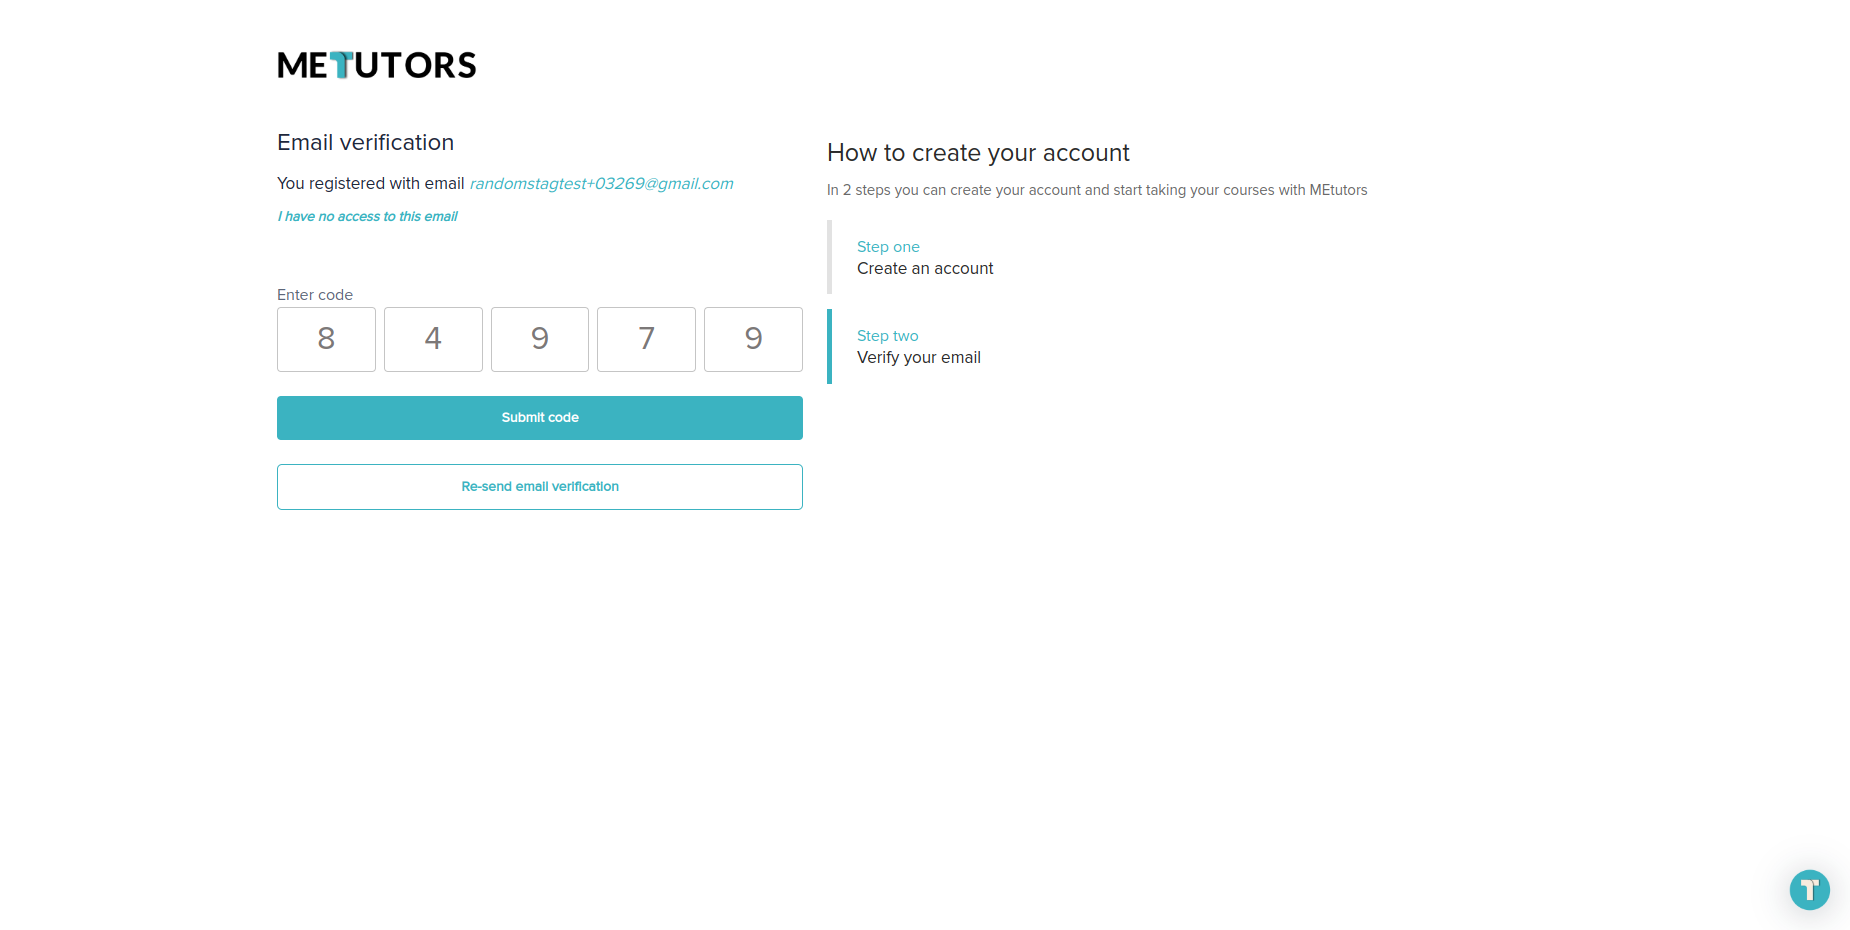 METUTORS
Email verification
You registered with email randomstagtest+03269@gmail.com
I have no access to this email
Enter code
8 4 9 7 9
Submit code
Re-send email verification
How to create your account
In 2 steps you can create your account and start taking your courses with MEtutors
Step one
Create an account
Step two
Verify your email
T